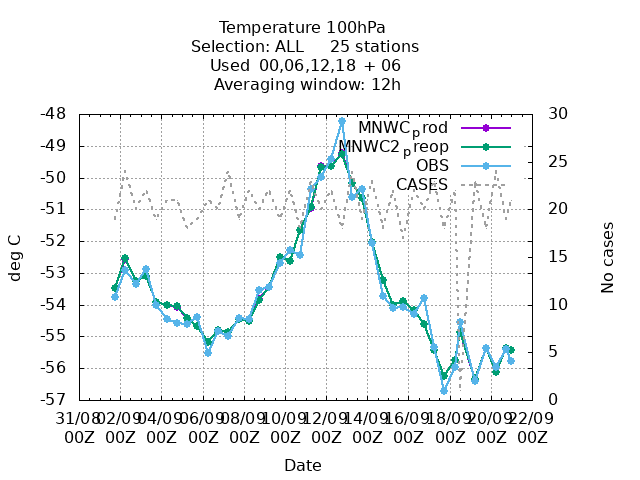 Temperature 100hPa
Selection: ALL 25 stations
Used 00,06,12,18 + 06
Averaging window: 12h
-48 30
-49
-50 25
-51 20
-52
-53 15
-54 10
-55
-56 5
-57 0
MNWC_prod
MNWC2_preop
OBS
CASES
deg C
No cases
31/08 02/09 04/09 06/09 08/09 10/09 12/09 14/09 16/09 18/09 20/09 22/09
00Z 00Z 00Z 00Z 00Z 00Z 00Z 00Z 00Z 00Z 00Z 00Z
Date